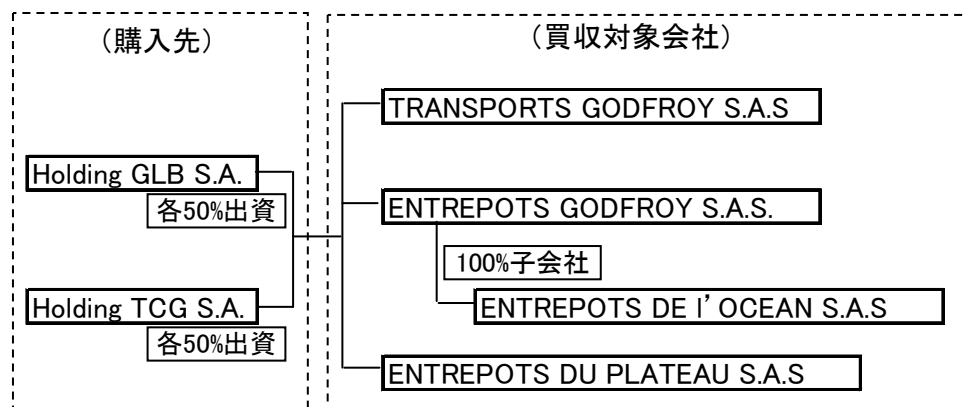 （購入先）
（買収対象会社）
TRANSPORTS GODFROY S.A.S
Holding GLB S.A.
各50%出資
ENTREPOTS GODFROY S.A.S.
100%子会社
Holding TCG S.A.
各50%出資
ENTREPOTS DE l’OCEAN S.A.S
ENTREPOTS DU PLATEAU S.A.S